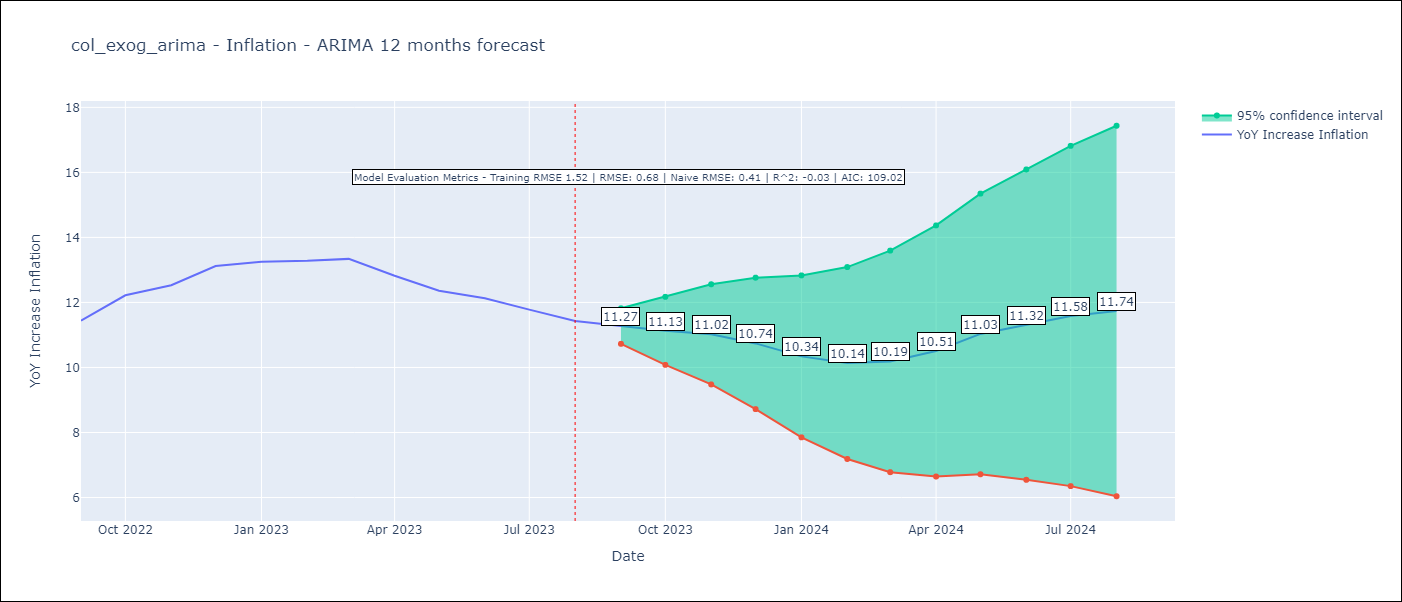 col_exog_arima - Inflation - ARIMA 12 months forecast
18
16
14
12
10
8
6
YoY Increase Inflation
Model Evaluation Metrics - Training RMSE 1.52 | RMSE: 0.68 | Naive RMSE: 0.41 | R^2: -0.03 | AIC: 109.02
11.27
11.13
11.02
10.74
10.34
10.14
10.19
10.51
11.03
11.32
11.58
11.74
Oct 2022
Jan 2023
Apr 2023
Jul 2023
Oct 2023
Jan 2024
Apr 2024
Jul 2024
Date
95% confidence interval
YoY Increase Inflation